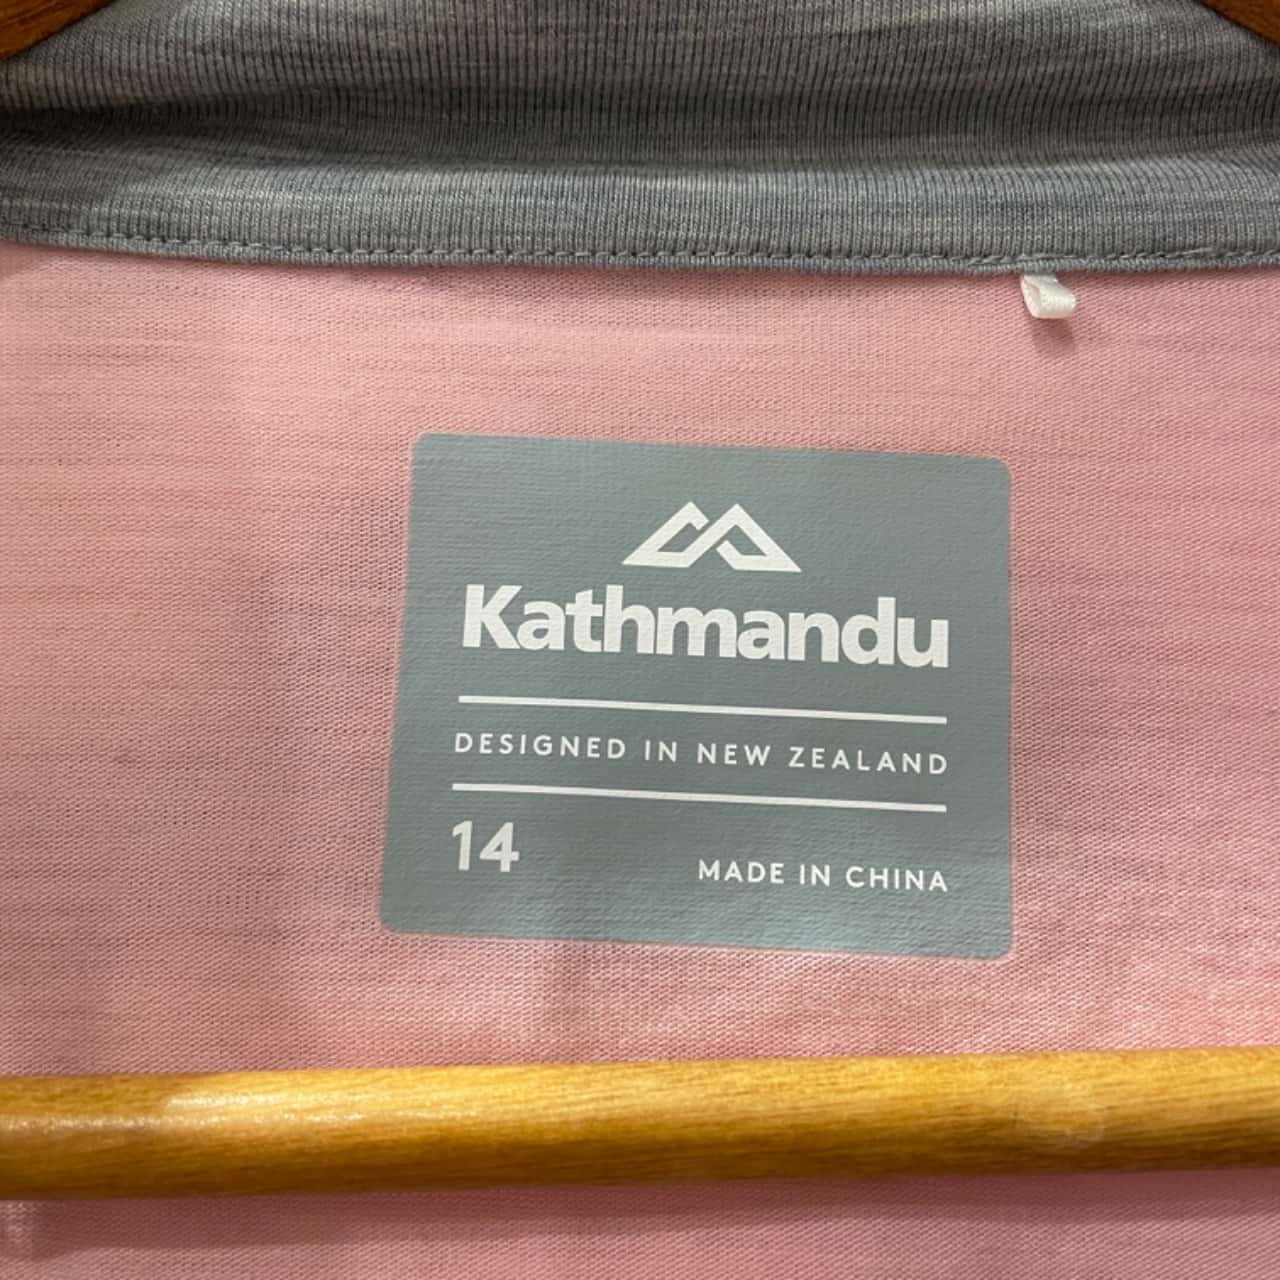 Kathmandu
DESIGNED IN NEW ZEALAND
14
MADE IN CHINA